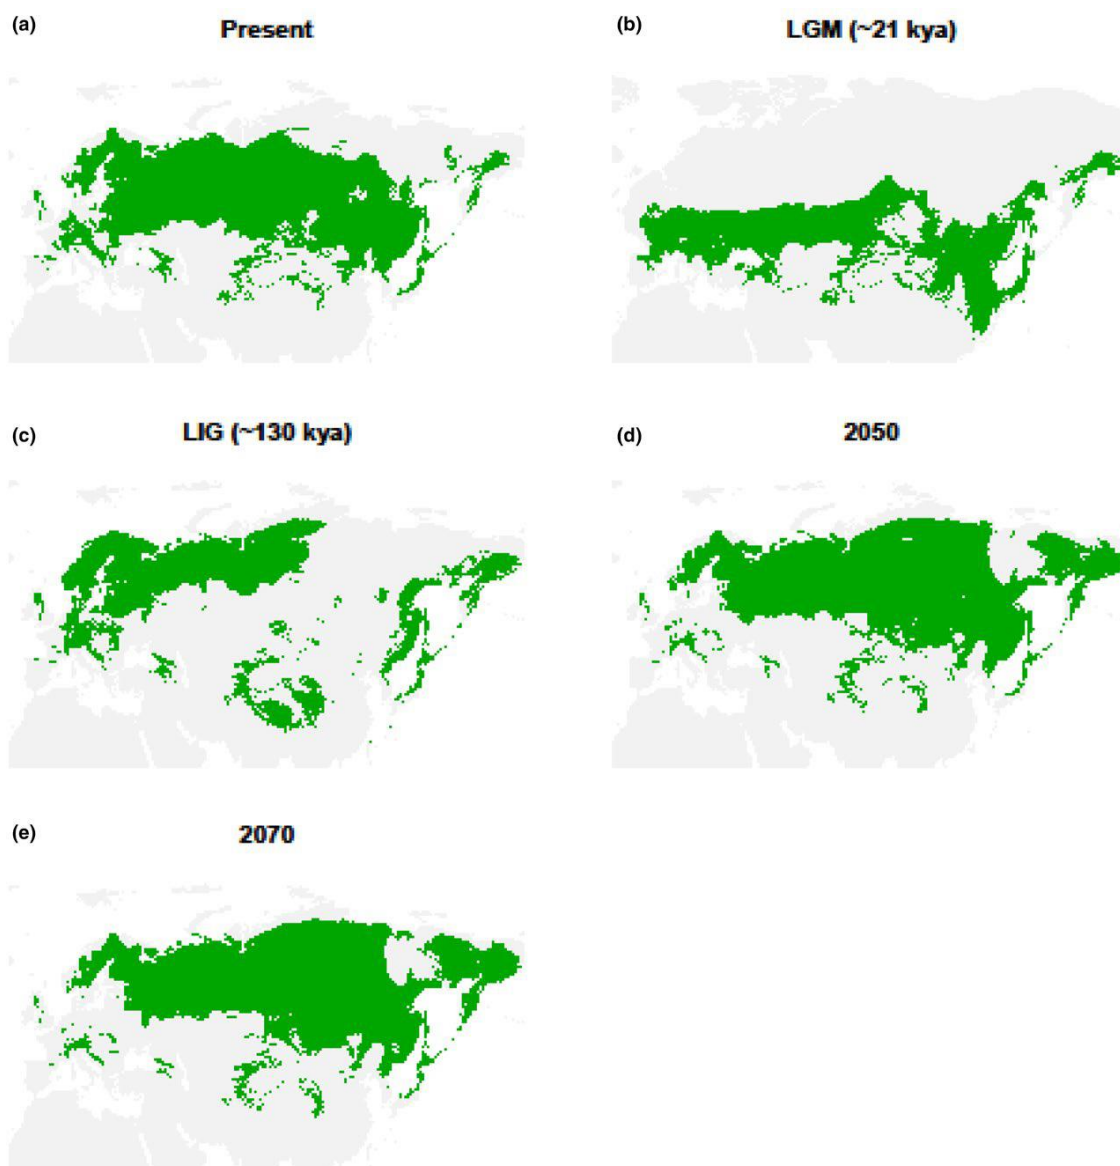 (a)
Present
(b)
LGM (~21 kya)
(c)
LIG (~130 kya)
(d)
2050
(e)
2070